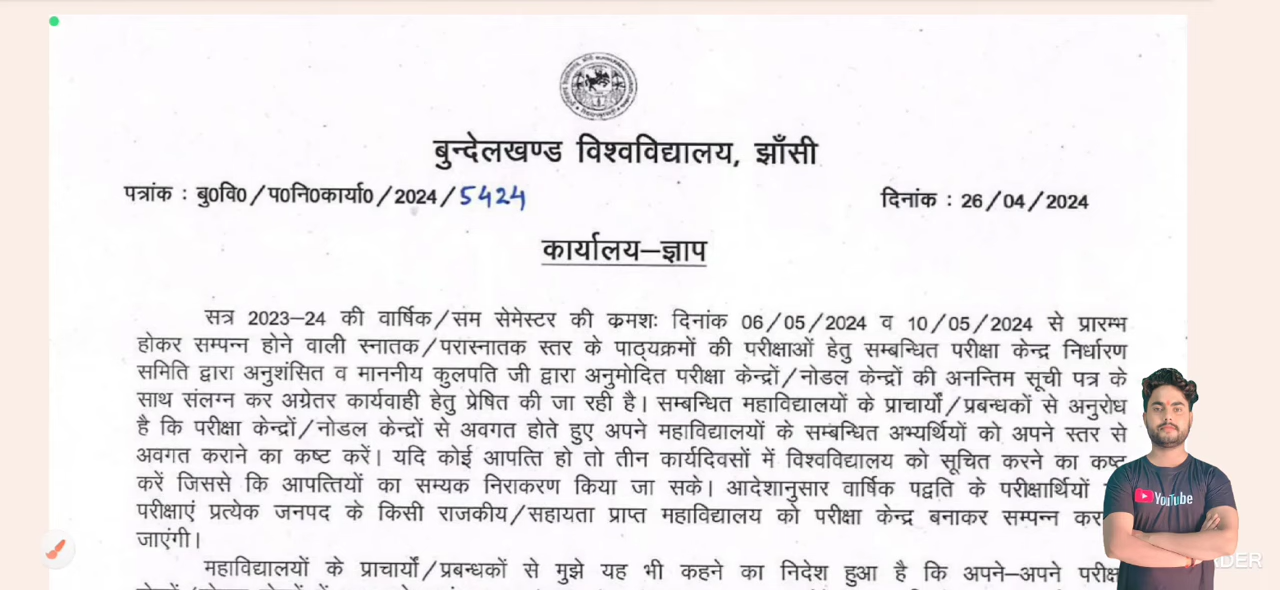 बुन्देलखण्ड विश्वविद्यालय, झाँसी
पत्रांक : बु0वि0/प0नि0कार्या0/2024/5424 दिनांक : 26/04/2024
कार्यालय–ज्ञाप
सत्र 2023–24 की वार्षिक/सम सेमेस्टर की क्रमशः दिनांक 06/05/2024 व 10/05/2024 से प्रारम्भ
होकर सम्पन्न होने वाली स्नातक/परास्नातक स्तर के पाठ्यक्रमों की परीक्षाओं हेतु सम्बन्धित परीक्षा केन्द्र निर्धारण
समिति द्वारा अनुशंसित व माननीय कुलपति जी द्वारा अनुमोदित परीक्षा केन्द्रों/नोडल केन्द्रों की अनन्तिम सूची पत्र के
साथ संलग्न कर अग्रेतर कार्यवाही हेतु प्रेषित की जा रही है। सम्बन्धित महाविद्यालयों के प्राचार्यों/प्रबन्धकों से अनुरोध
है कि परीक्षा केन्द्रों/नोडल केन्द्रों से अवगत होते हुए अपने महाविद्यालयों के सम्बन्धित अभ्यर्थियों को अपने स्तर से
अवगत कराने का कष्ट करें। यदि कोई आपत्ति हो तो तीन कार्यदिवसों में विश्वविद्यालय को सूचित करने का कष्ट
करें जिससे कि आपत्तियों का सम्यक निराकरण किया जा सके। आदेशानुसार वार्षिक पद्वति के परीक्षार्थियों
परीक्षाएं प्रत्येक जनपद के किसी राजकीय/सहायता प्राप्त महाविद्यालय को परीक्षा केन्द्र बनाकर सम्पन्न कर
जाएंगी।
महाविद्यालयों के प्राचार्यों/प्रबन्धकों से मुझे यह भी कहने का निदेश हुआ है कि अपने–अपने परीक्ष
YouTube